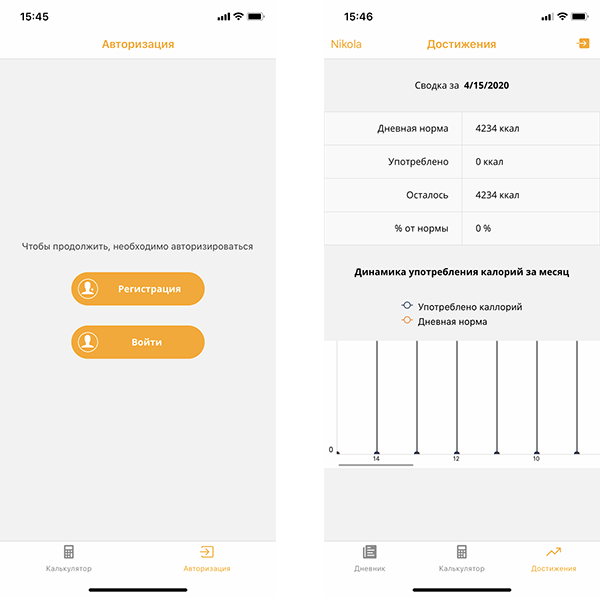 15:45
Авторизация
Чтобы продолжить, необходимо авторизироваться
Регистрация
Войти
Калькулятор
Авторизация
15:46
Nikola
Достижения
Сводка за 4/15/2020
Дневная норма 4234 ккал
Употреблено 0 ккал
Осталось 4234 ккал
% от нормы 0 %
Динамика употребления калорий за месяц
Употреблено каллорий
Дневная норма
0
14 12 10
Дневник
Калькулятор
Достижения